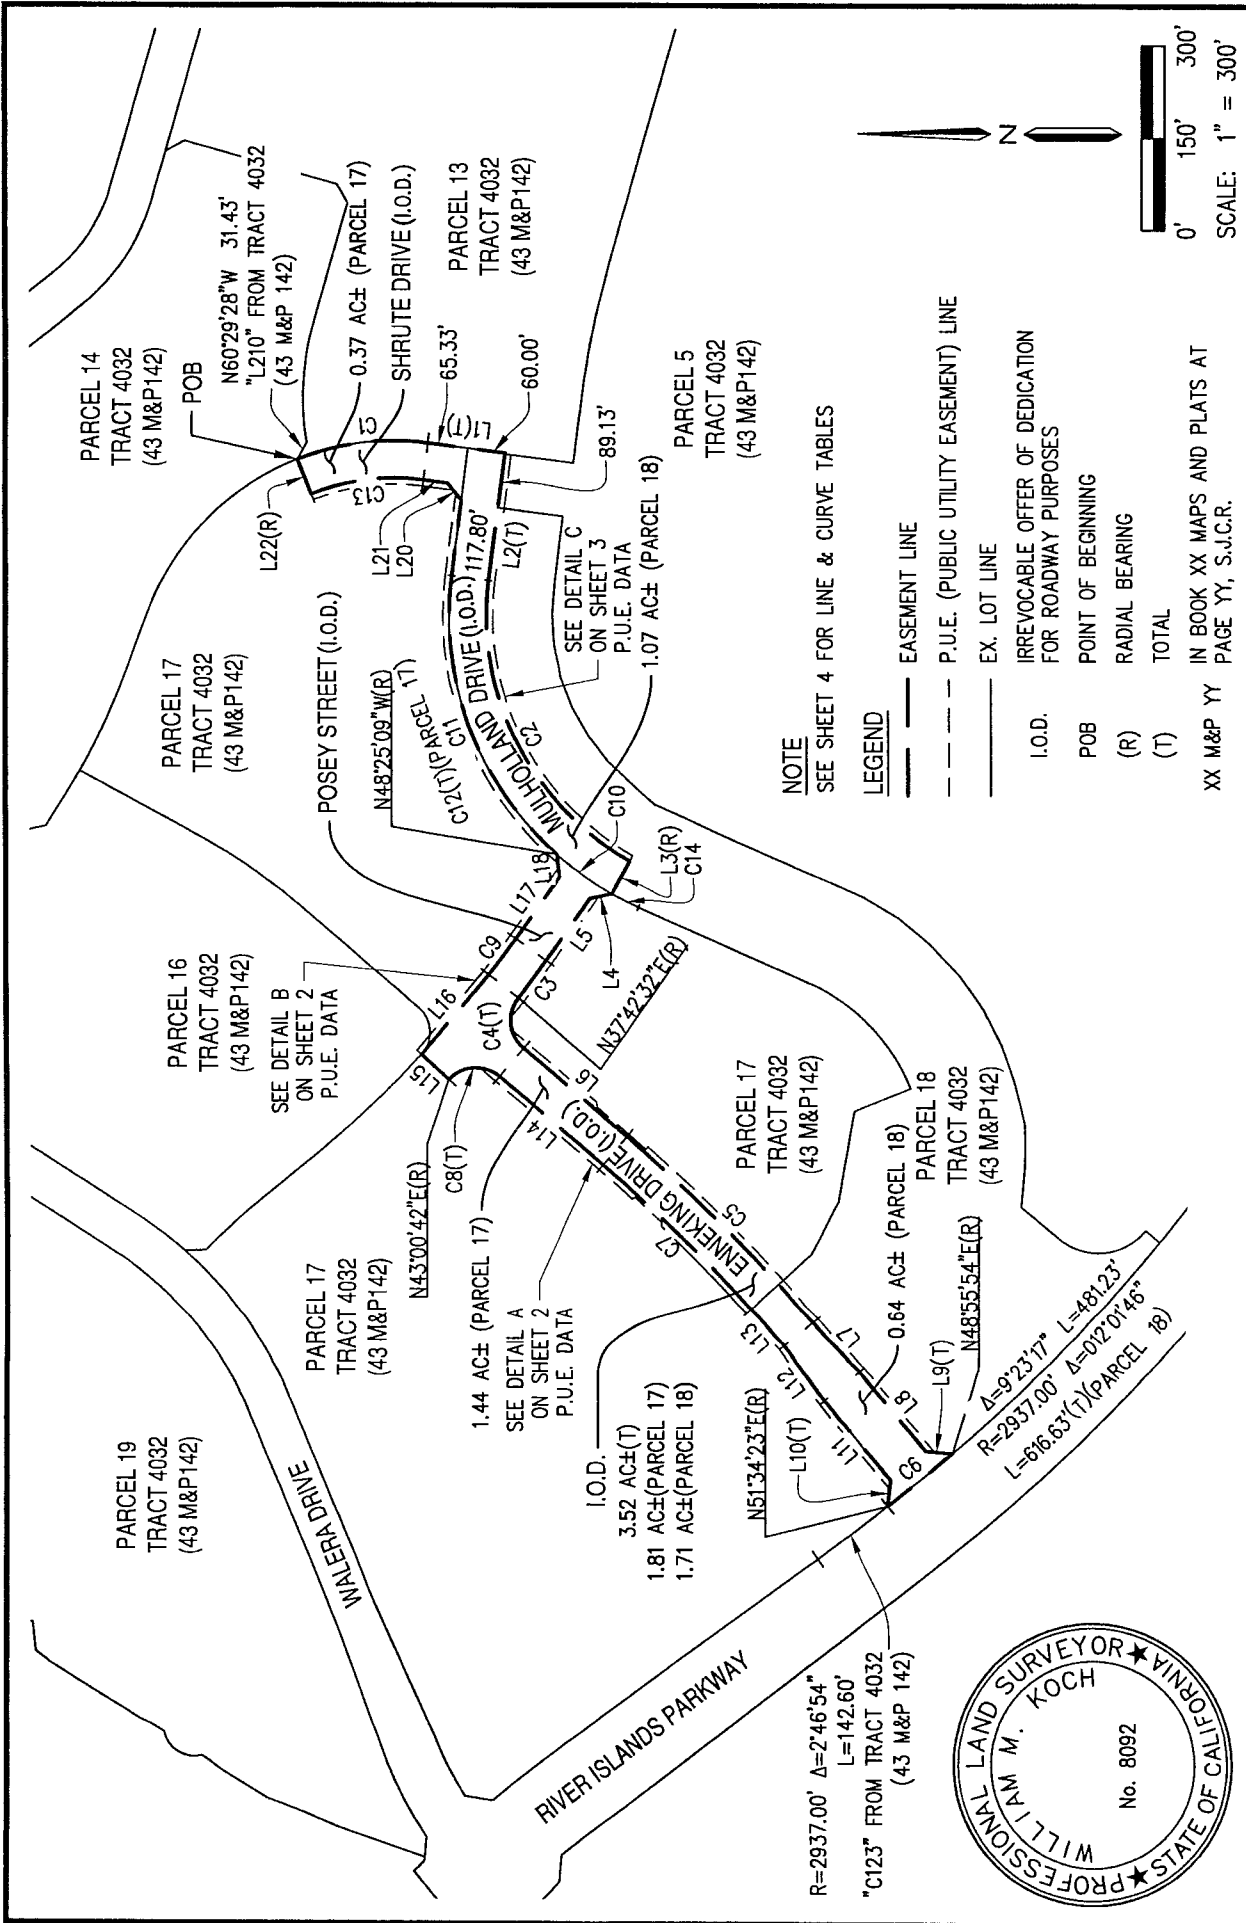 PARCEL 19
TRACT 4032
(43 M&P142)
WALERA DRIVE
RIVER ISLANDS PARKWAY
PARCEL 17
TRACT 4032
(43 M&P142)
PARCEL 16
TRACT 4032
(43 M&P142)
SEE DETAIL B
ON SHEET 2
P.U.E. DATA
PARCEL 17
TRACT 4032
(43 M&P142)
PARCEL 14
TRACT 4032
(43 M&P142)
POB
N60°29'28"W 31.43'
"L210" FROM TRACT 4032
(43 M&P 142)
0.37 AC± (PARCEL 17)
SHRUTE DRIVE (I.O.D.)
PARCEL 13
TRACT 4032
(43 M&P142)
L22(R)
C13
C1
L21
L20
65.33'
L1(T)
60.00'
89.13'
117.80'
L2(T)
PARCEL 5
TRACT 4032
(43 M&P142)
POSEY STREET (I.O.D.)
N48°25'09"W(R)
C12(T)(PARCEL 17)
C11
MULHOLLAND DRIVE (I.O.D.)
C2
SEE DETAIL C
ON SHEET 3
P.U.E. DATA
1.07 AC± (PARCEL 18)
C10
L3(R)
C14
L18
L17
C9
L16
L15
L5
L4
C3
C4(T)
N37°42'32"E(R)
L6
L14
C8(T)
N43°00'42"E(R)
1.44 AC± (PARCEL 17)
SEE DETAIL A
ON SHEET 2
P.U.E. DATA
ENNEKING DRIVE (I.O.D.)
C5
C7
PARCEL 17
TRACT 4032
(43 M&P142)
PARCEL 18
TRACT 4032
(43 M&P142)
0.64 AC± (PARCEL 18)
I.O.D.
3.52 AC±(T)
1.81 AC±(PARCEL 17)
1.71 AC±(PARCEL 18)
L13
L12
L11
L7
L8
L9(T)
N48°55'54"E(R)
N51°34'23"E(R)
L10(T)
C6
Δ=9°23'17" L=481.23'
R=2937.00' Δ=012°01'46"
L=616.63'(T)(PARCEL 18)
R=2937.00' Δ=2°46'54"
L=142.60'
"C123" FROM TRACT 4032
(43 M&P 142)
NOTE
SEE SHEET 4 FOR LINE & CURVE TABLES
LEGEND
EASEMENT LINE
P.U.E. (PUBLIC UTILITY EASEMENT) LINE
EX. LOT LINE
I.O.D. IRREVOCABLE OFFER OF DEDICATION
FOR ROADWAY PURPOSES
POB POINT OF BEGINNING
(R) RADIAL BEARING
(T) TOTAL
XX M&P YY IN BOOK XX MAPS AND PLATS AT
PAGE YY, S.J.C.R.
N
0' 150' 300'
SCALE: 1" = 300'
PROFESSIONAL LAND SURVEYOR
WILLIAM M. KOCH
No. 8092
STATE OF CALIFORNIA